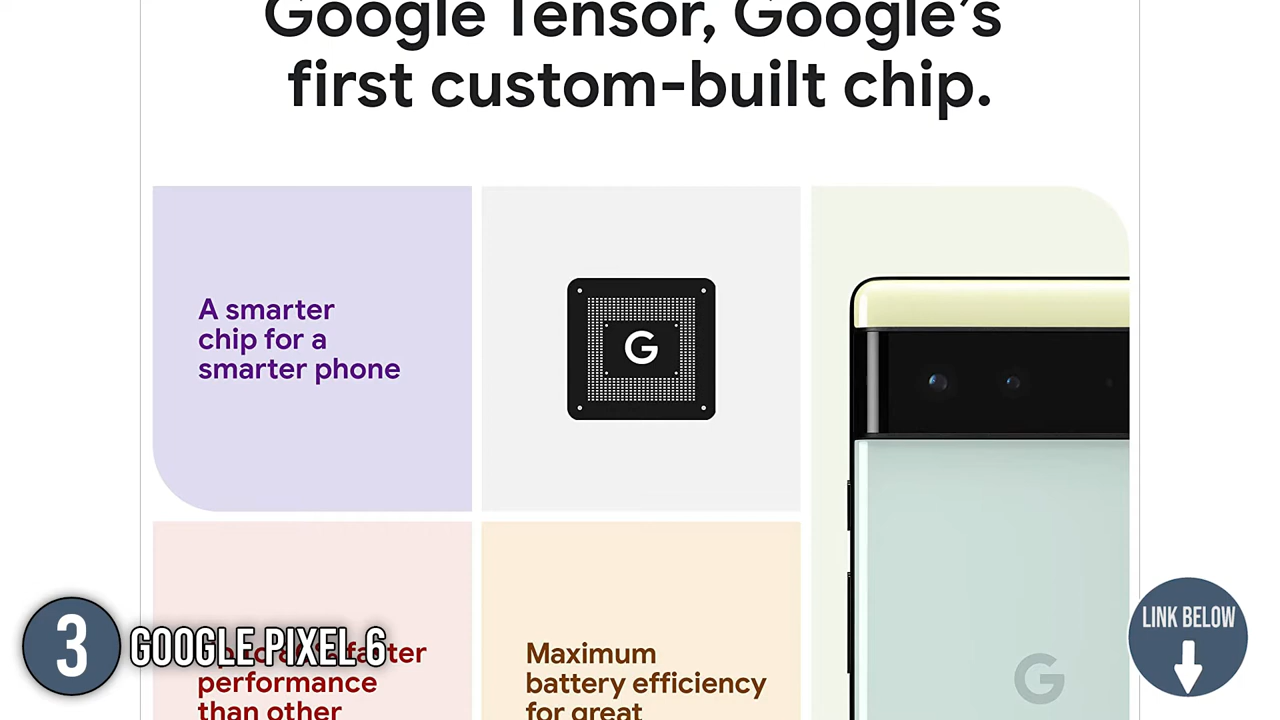 Google Tensor, Google's
first custom-built chip.
A smarter
chip for a
smarter phone
G
G
faster
performance
than other
Maximum
battery efficiency
for great
3
GOOGLE PIXEL 6
LINK BELOW